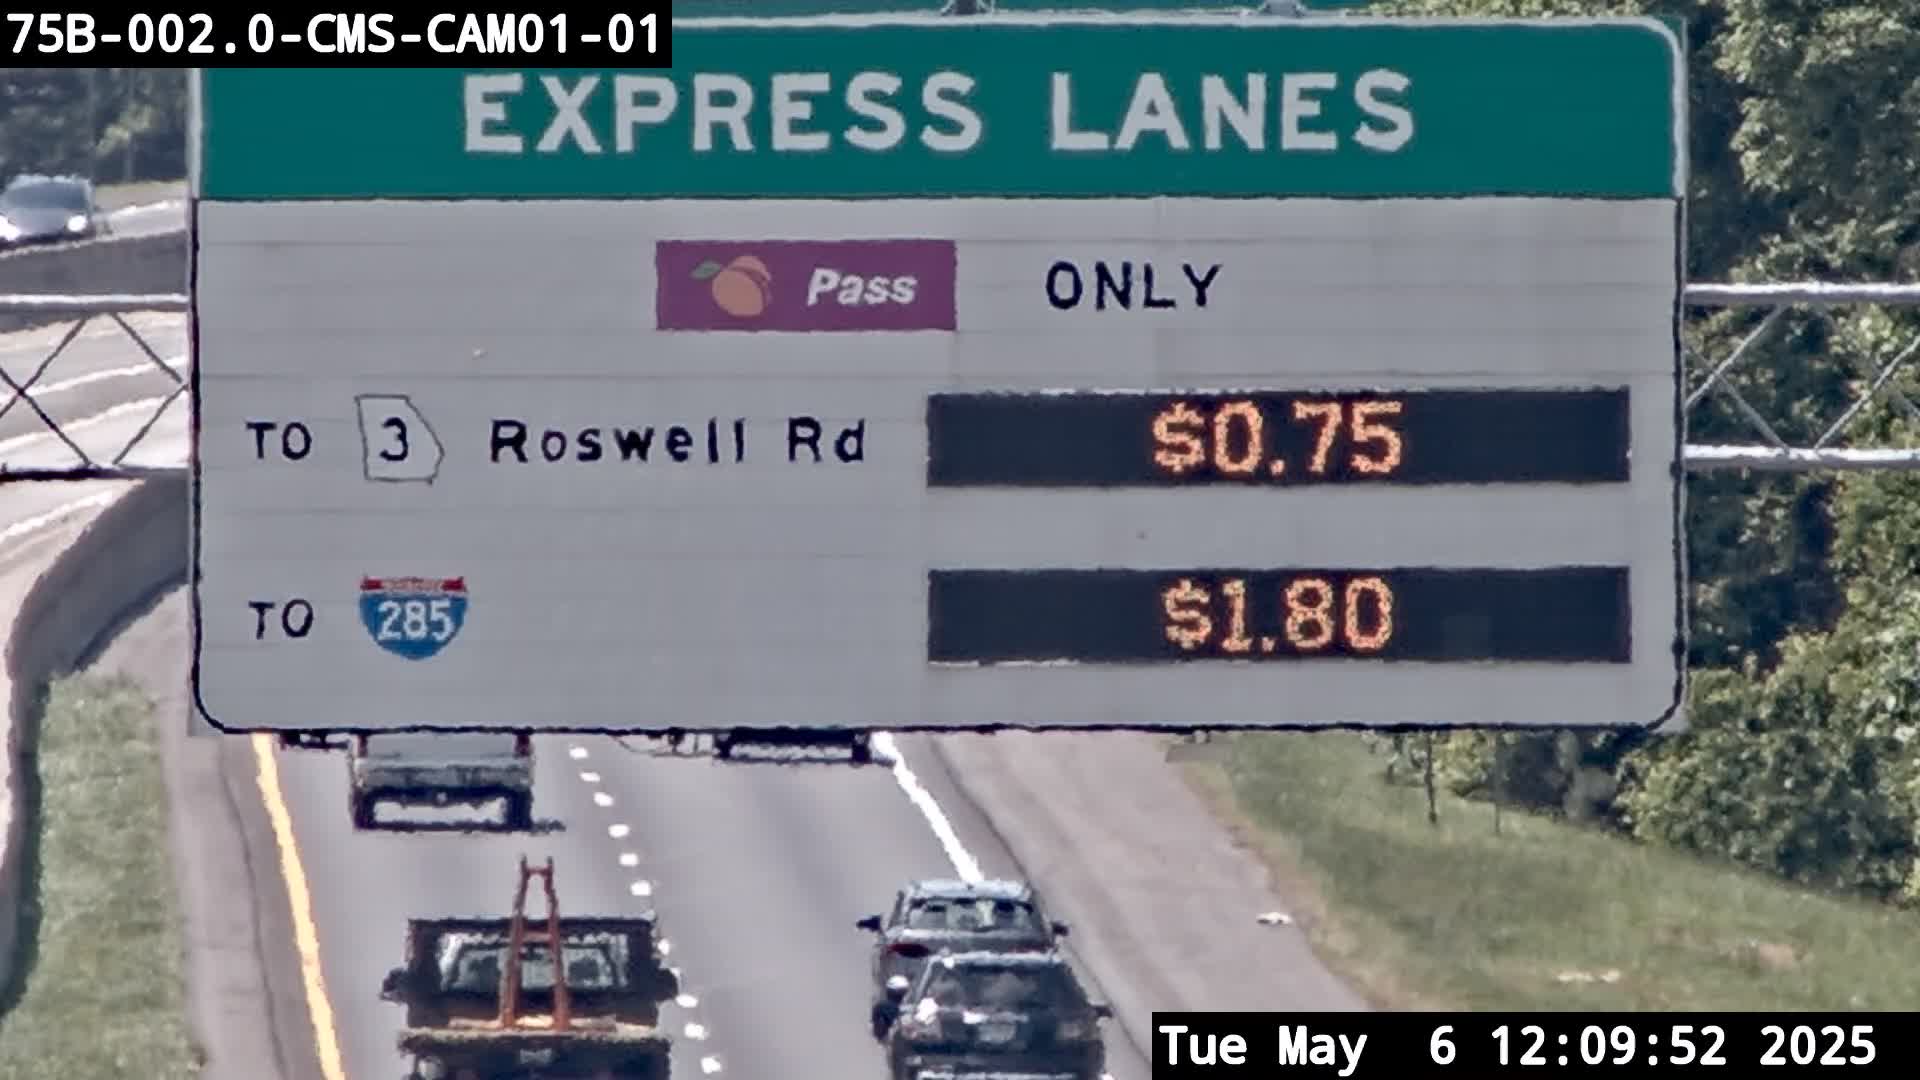 75B-002.0-CMS-CAM01-01
EXPRESS LANES
Pass ONLY
TO 3 Roswell Rd $0.75
TO 285 $1.80
Tue May 6 12:09:52 2025